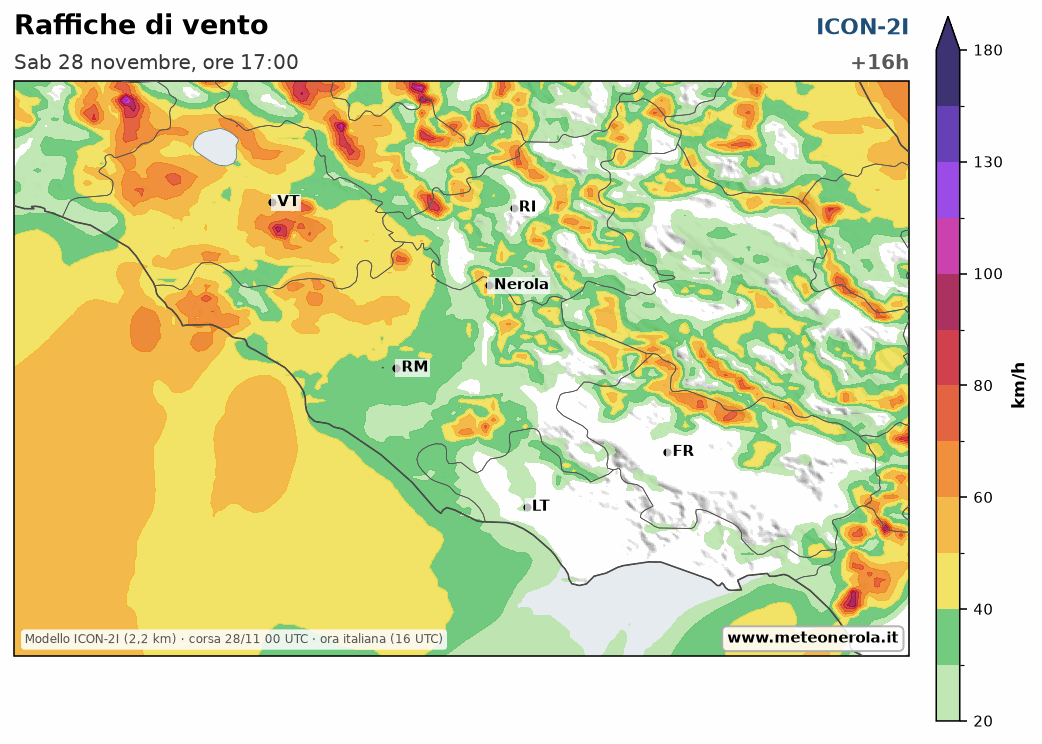 Raffiche di vento
ICON-2I
Sab 28 novembre, ore 17:00
+16h
VT
RI
Nerola
RM
FR
LT
Modello ICON-2I (2,2 km) · corsa 28/11 00 UTC · ora italiana (16 UTC)
www.meteonerola.it
180
130
100
80
60
40
20
km/h